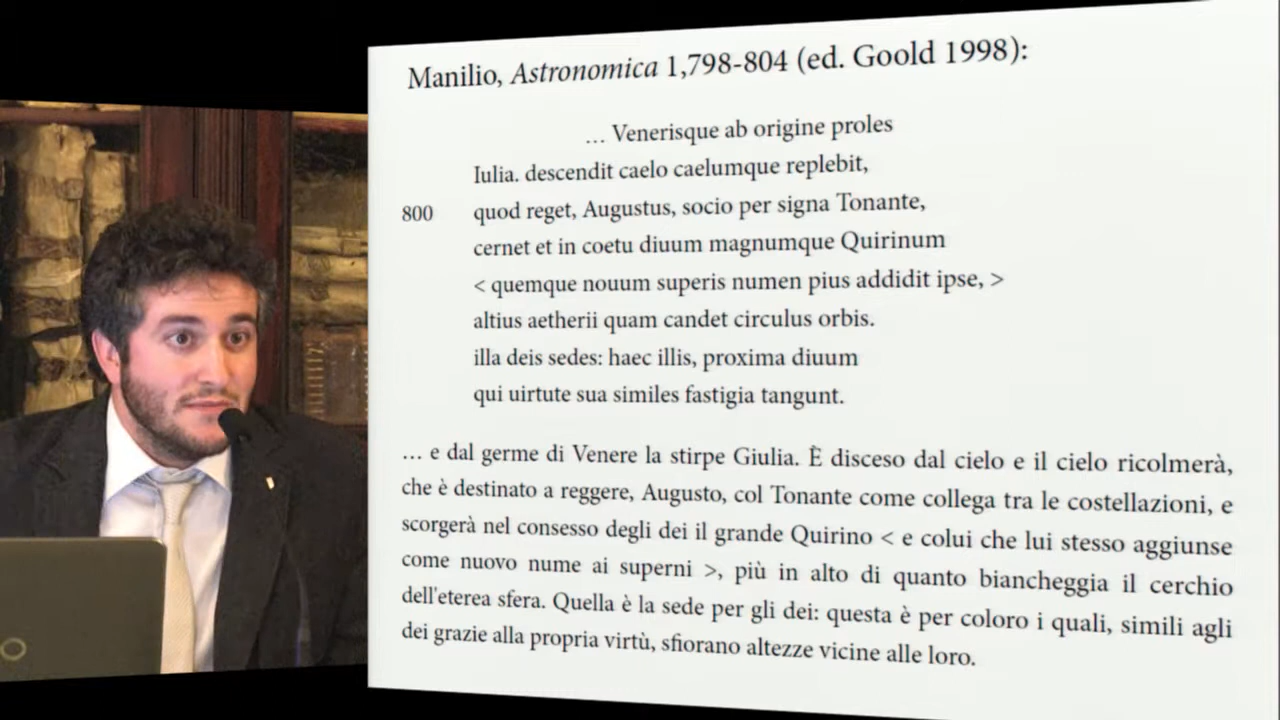 Manilio, Astronomica 1,798-804 (ed. Goold 1998):
... Venerisque ab origine proles
Iulia. descendit caelo caelumque replebit,
800 quod reget, Augustus, socio per signa Tonante,
cernet et in coetu diuum magnumque Quirinum
< quemque nouum superis numen pius addidit ipse, >
altius aetherii quam candet circulus orbis.
illa deis sedes: haec illis, proxima diuum
qui uirtute sua similes fastigia tangunt.
... e dal germe di Venere la stirpe Giulia. È disceso dal cielo e il cielo ricolmerà,
che è destinato a reggere, Augusto, col Tonante come collega tra le costellazioni, e
scorgerà nel consesso degli dei il grande Quirino < e colui che lui stesso aggiunse
come nuovo nume ai superni >, più in alto di quanto biancheggia il cerchio
dell'eterea sfera. Quella è la sede per gli dei: questa è per coloro i quali, simili agli
dei grazie alla propria virtù, sfiorano altezze vicine alle loro.